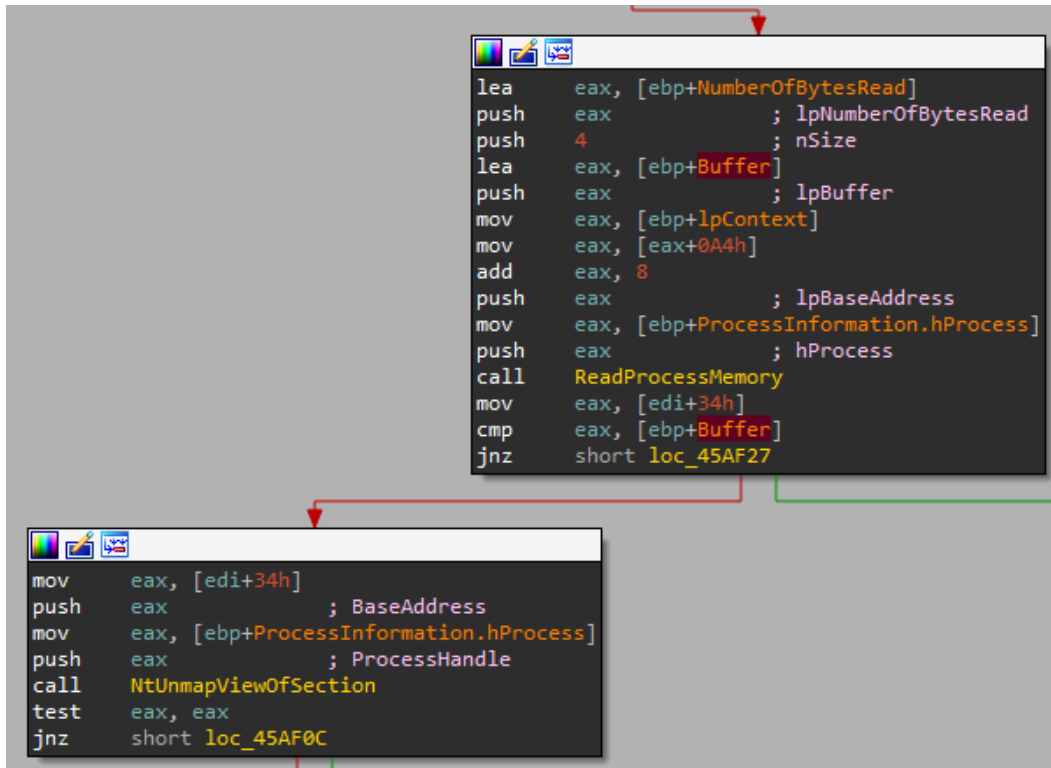 lea eax, [ebp+NumberOfBytesRead]
push eax ; lpNumberOfBytesRead
push 4 ; nSize
lea eax, [ebp+Buffer]
push eax ; lpBuffer
mov eax, [ebp+lpContext]
mov eax, [eax+0A4h]
add eax, 8
push eax ; lpBaseAddress
mov eax, [ebp+ProcessInformation.hProcess]
push eax ; hProcess
call ReadProcessMemory
mov eax, [edi+34h]
cmp eax, [ebp+Buffer]
jnz short loc_45AF27
mov eax, [edi+34h]
push eax ; BaseAddress
mov eax, [ebp+ProcessInformation.hProcess]
push eax ; ProcessHandle
call NtUnmapViewOfSection
test eax, eax
jnz short loc_45AF0C